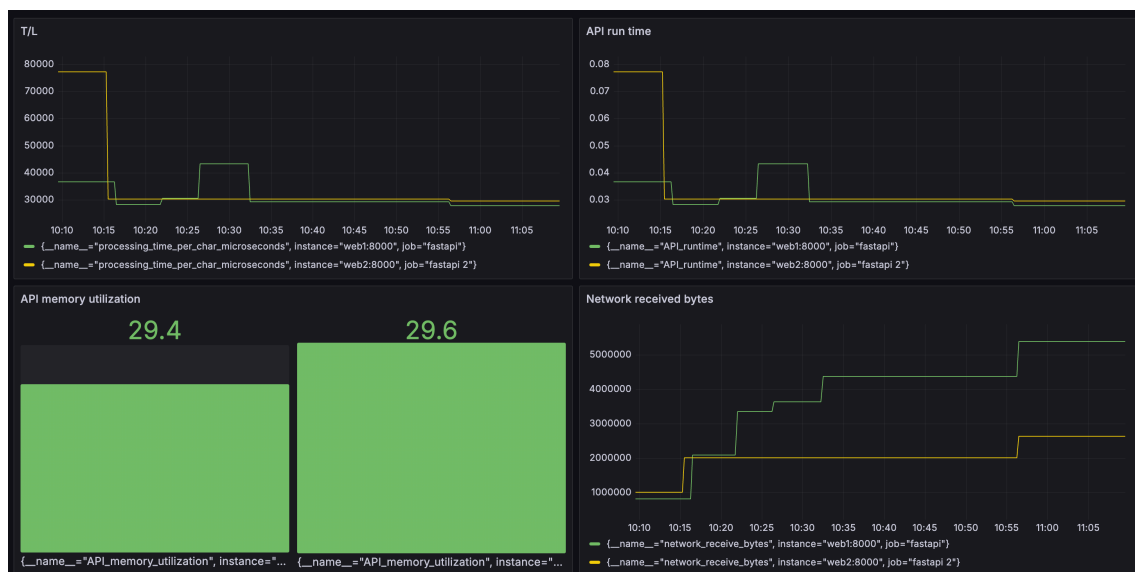 T/L
80000
70000
60000
50000
40000
30000
10:10 10:15 10:20 10:25 10:30 10:35 10:40 10:45 10:50 10:55 11:00 11:05
{__name__="processing_time_per_char_microseconds", instance="web1:8000", job="fastapi"}
{__name__="processing_time_per_char_microseconds", instance="web2:8000", job="fastapi 2"}
API run time
0.08
0.07
0.06
0.05
0.04
0.03
10:10 10:15 10:20 10:25 10:30 10:35 10:40 10:45 10:50 10:55 11:00 11:05
{__name__="API_runtime", instance="web1:8000", job="fastapi"}
{__name__="API_runtime", instance="web2:8000", job="fastapi 2"}
API memory utilization
29.4 29.6
{__name__="API_memory_utilization", instance="... {__name__="API_memory_utilization", instance="...
Network received bytes
5000000
4000000
3000000
2000000
1000000
10:10 10:15 10:20 10:25 10:30 10:35 10:40 10:45 10:50 10:55 11:00 11:05
{__name__="network_receive_bytes", instance="web1:8000", job="fastapi"}
{__name__="network_receive_bytes", instance="web2:8000", job="fastapi 2"}